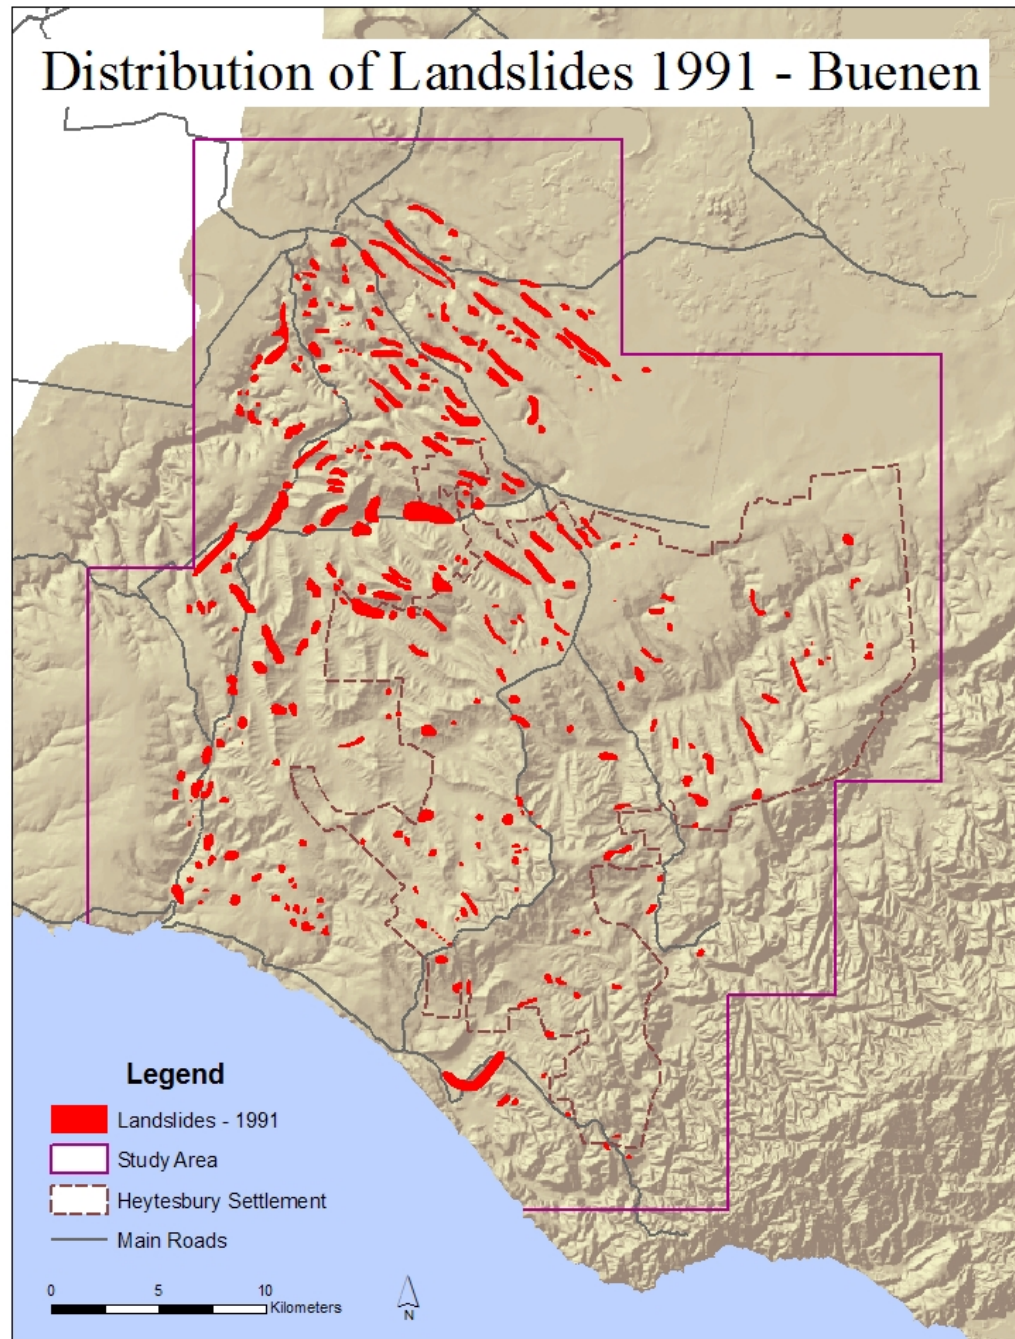 Distribution of Landslides 1991 - Buenen
Legend
Landslides - 1991
Study Area
Heytesbury Settlement
Main Roads
0 5 10
Kilometers
N